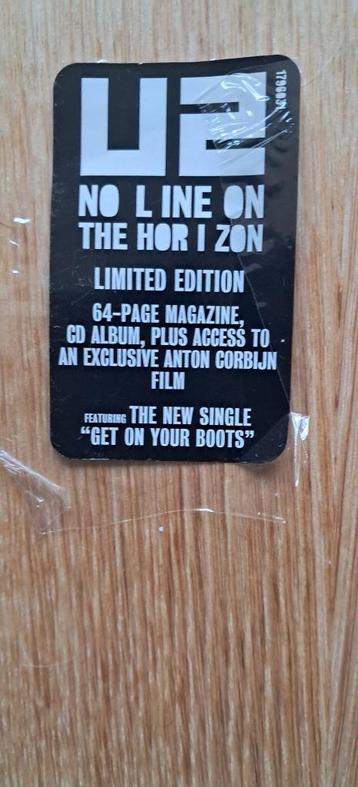 U2
NO LINE ON
THE HORIZON
LIMITED EDITION
64-PAGE MAGAZINE,
CD ALBUM, PLUS ACCESS TO
AN EXCLUSIVE ANTON CORBIJN
FILM
FEATURING THE NEW SINGLE
“GET ON YOUR BOOTS”